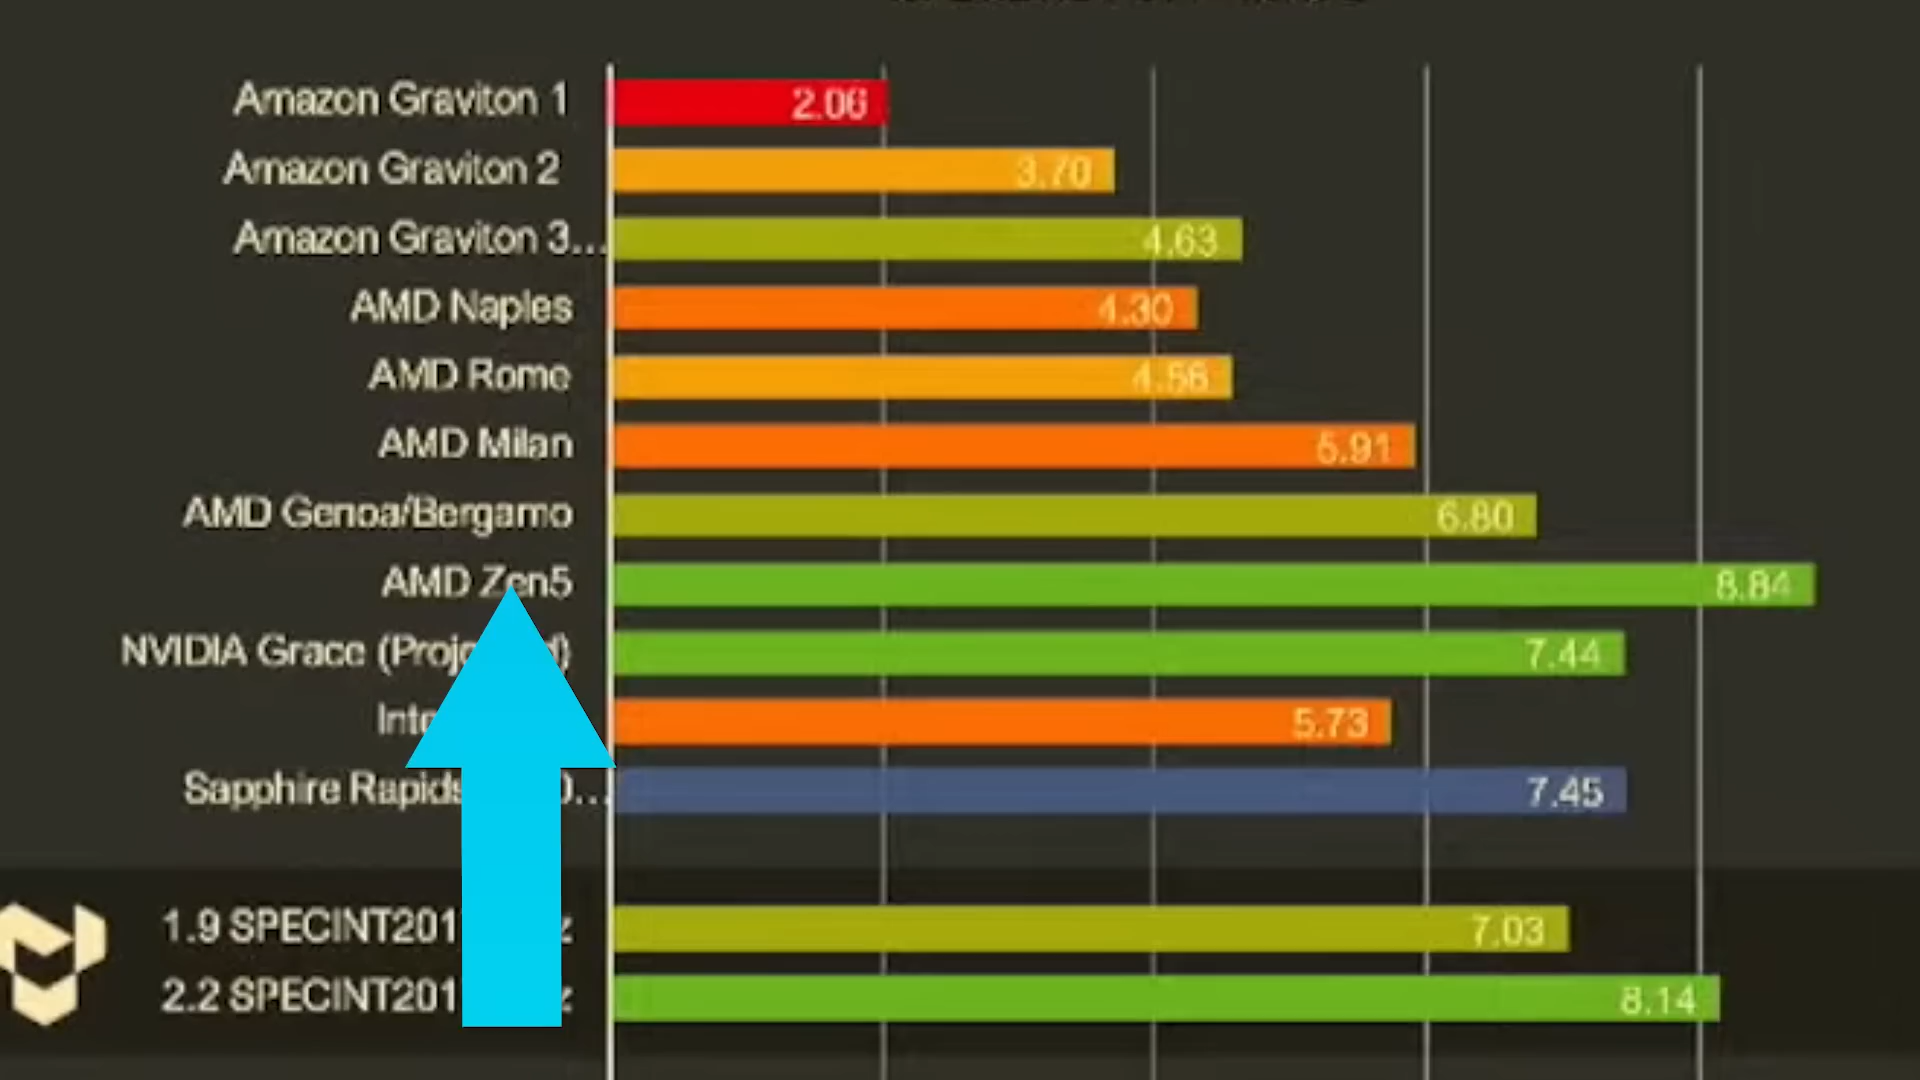 Amazon Graviton 1
2.06
Amazon Graviton 2
3.70
Amazon Graviton 3...
4.63
AMD Naples
4.30
AMD Rome
4.56
AMD Milan
5.91
AMD Genoa/Bergamo
6.80
AMD Zen5
8.84
NVIDIA Grace
7.44
5.73
Sapphire Rapids
7.45
1.9 SPECINT201
7.03
2.2 SPECINT201
8.14